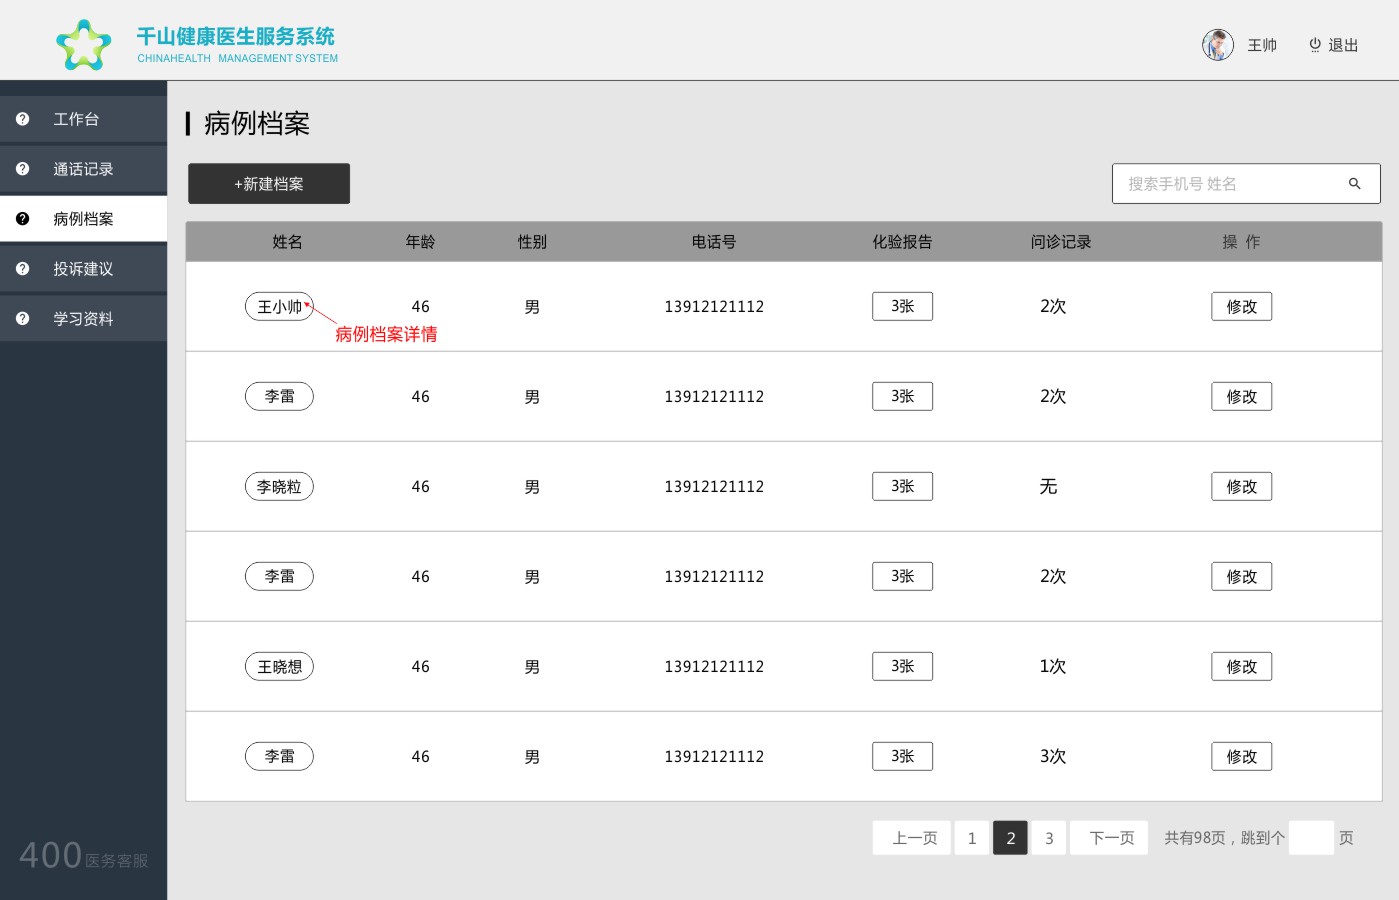 千山健康医生服务系统
CHINAHEALTH MANAGEMENT SYSTEM
王帅
退出
工作台
通话记录
病例档案
投诉建议
学习资料
400医务客服
病例档案
+新建档案
搜索手机号 姓名
姓名 年龄 性别 电话号 化验报告 问诊记录 操 作
王小帅 46 男 13912121112 3张 2次 修改
病例档案详情
李雷 46 男 13912121112 3张 2次 修改
李晓粒 46 男 13912121112 3张 无 修改
李雷 46 男 13912121112 3张 2次 修改
王晓想 46 男 13912121112 3张 1次 修改
李雷 46 男 13912121112 3张 3次 修改
上一页 1 2 3 下一页 共有98页，跳到个 页